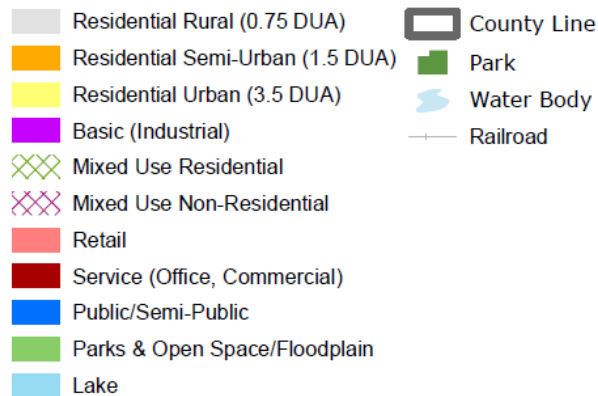 Residential Rural (0.75 DUA)
Residential Semi-Urban (1.5 DUA)
Residential Urban (3.5 DUA)
Basic (Industrial)
Mixed Use Residential
Mixed Use Non-Residential
Retail
Service (Office, Commercial)
Public/Semi-Public
Parks & Open Space/Floodplain
Lake
County Line
Park
Water Body
Railroad